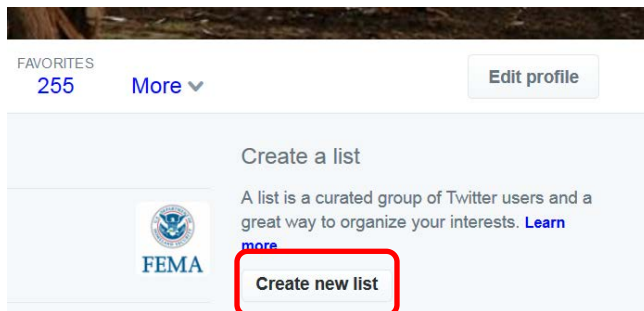 FAVORITES
255
More
Edit profile
Create a list
A list is a curated group of Twitter users and a
great way to organize your interests. Learn
more
FEMA
Create new list